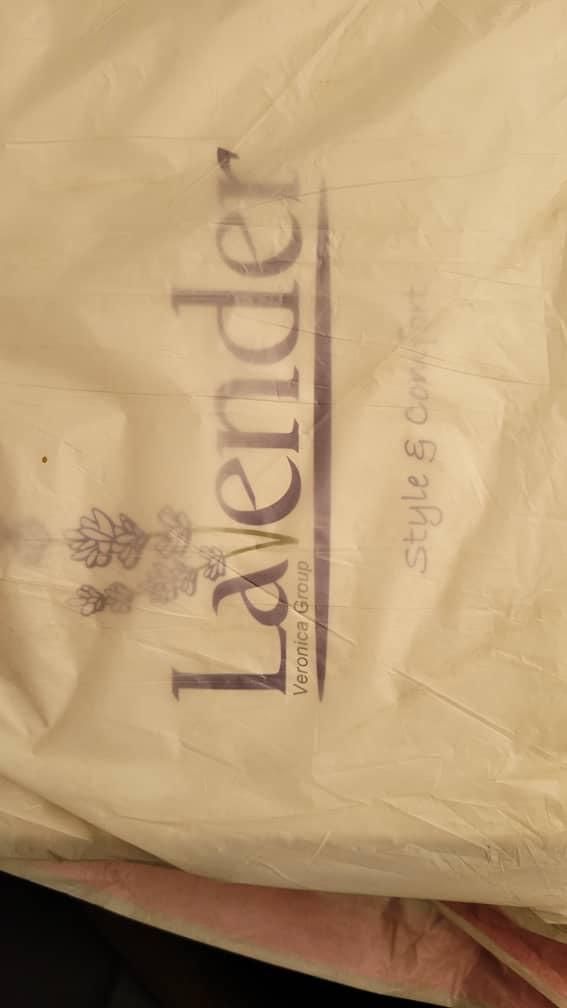 Lavender
Veronica Group
Style & Comfort